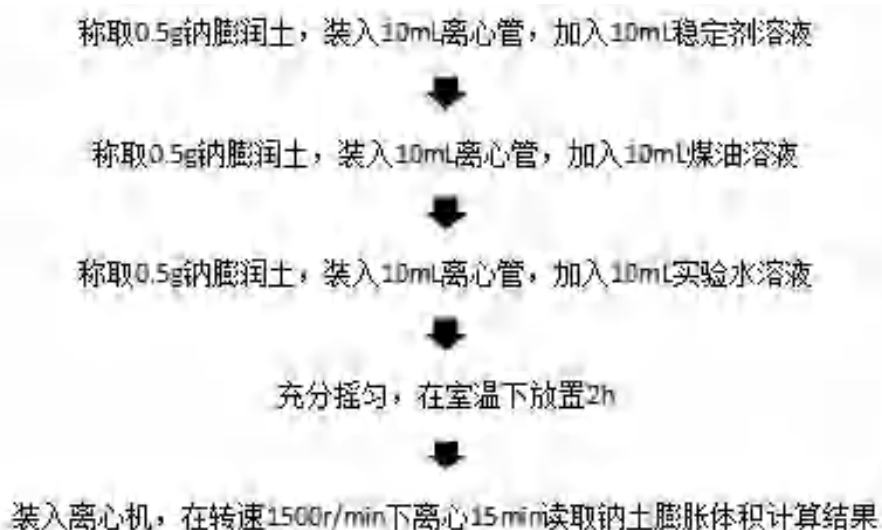 称取0.5g钠膨润土，装入10mL离心管，加入10mL稳定剂溶液
称取0.5g钠膨润土，装入10mL离心管，加入10mL煤油溶液
称取0.5g钠膨润土，装入10mL离心管，加入10mL实验水溶液
充分摇匀，在室温下放置2h
装入离心机，在转速1500r/min下离心15min读取钠土膨胀体积计算结果